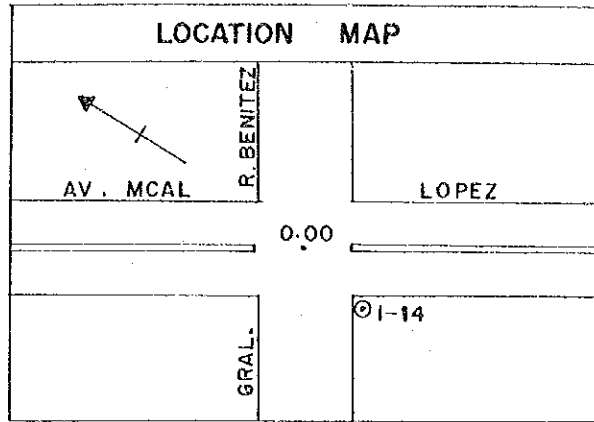 LOCATION MAP
R. BENITEZ
AV. MCAL LOPEZ
0.00
I-14
GRAL.